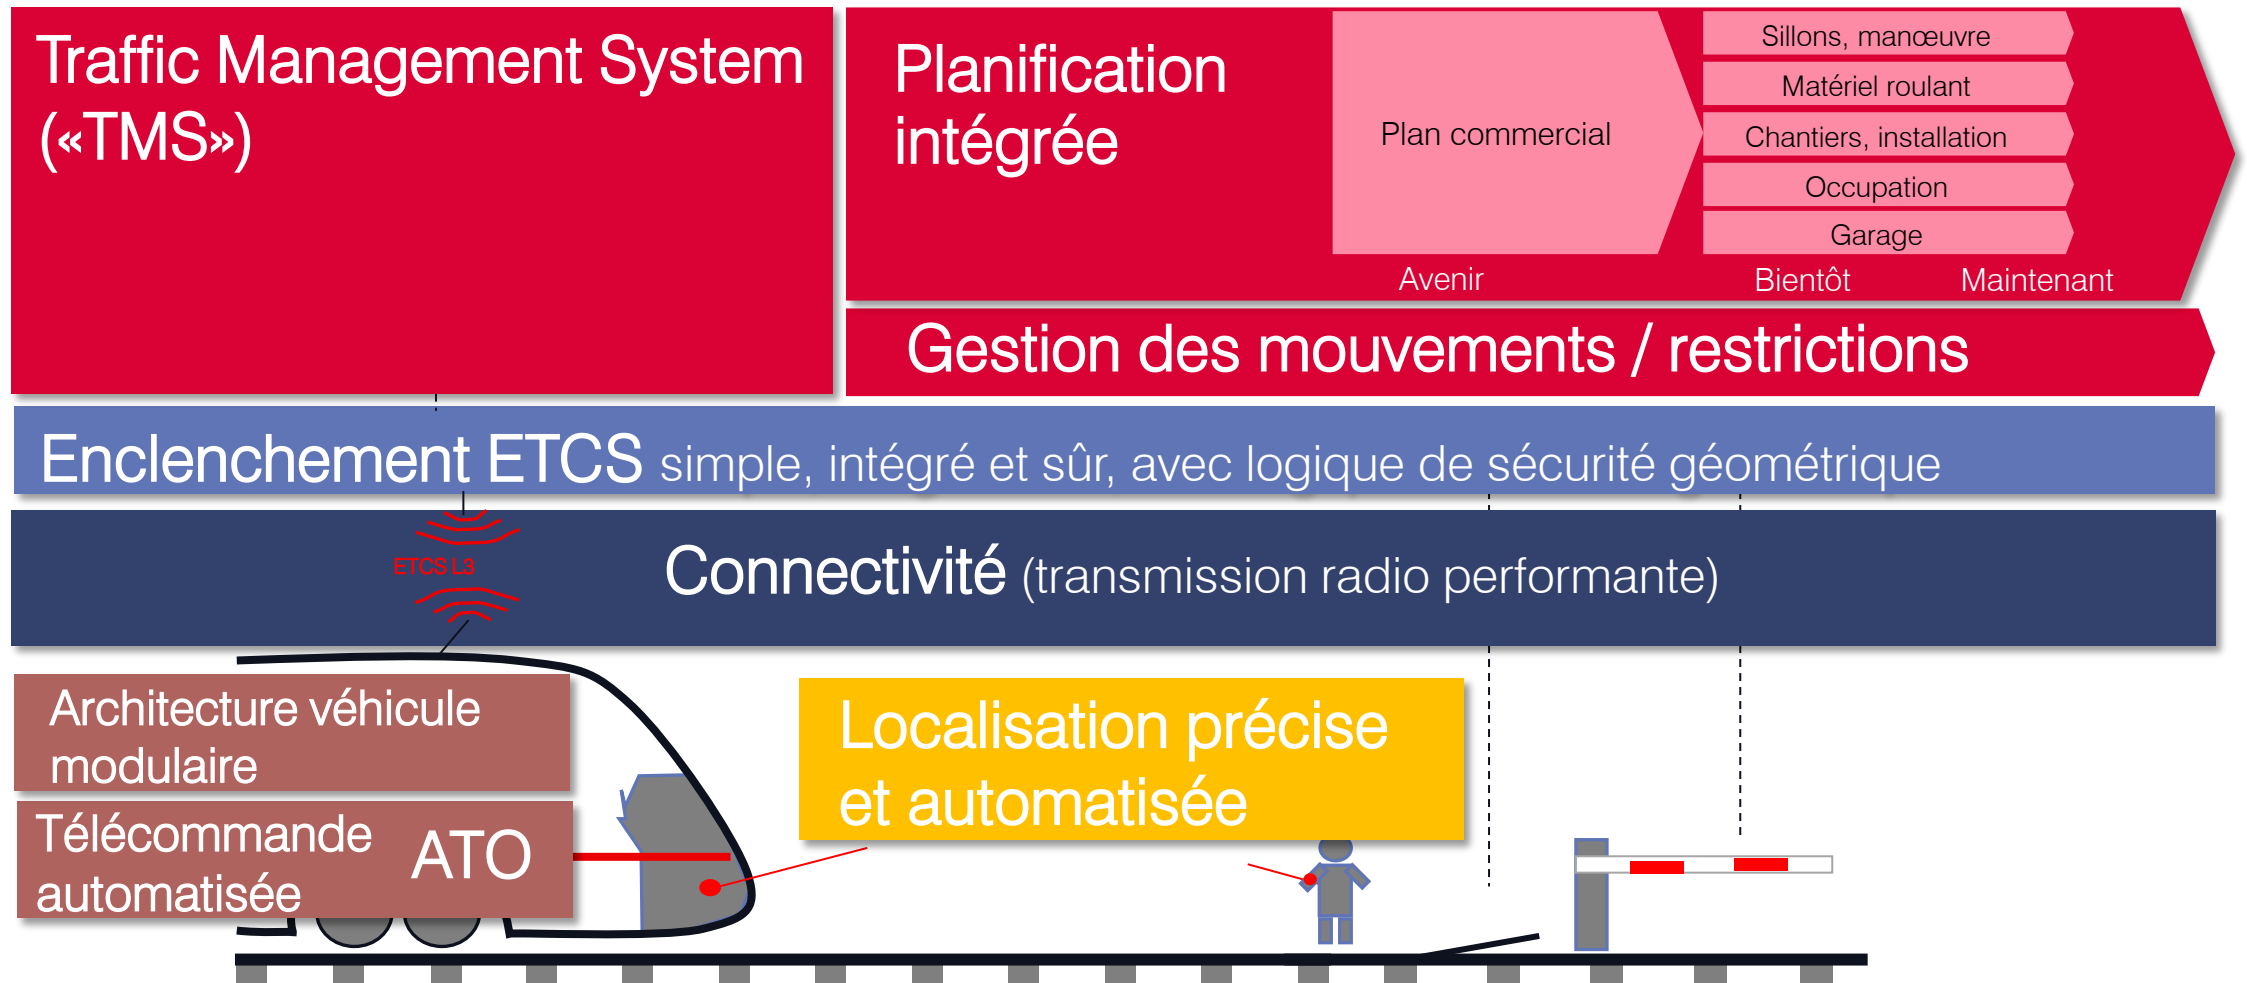 Traffic Management System
(«TMS»)
Planification
intégrée
Plan commercial
Sillons, manœuvre
Matériel roulant
Chantiers, installation
Occupation
Garage
Avenir
Bientôt
Maintenant
Gestion des mouvements / restrictions
Enclenchement ETCS simple, intégré et sûr, avec logique de sécurité géométrique
ETCS L3
Connectivité (transmission radio performante)
Architecture véhicule
modulaire
Télécommande
automatisée
ATO
Localisation précise
et automatisée